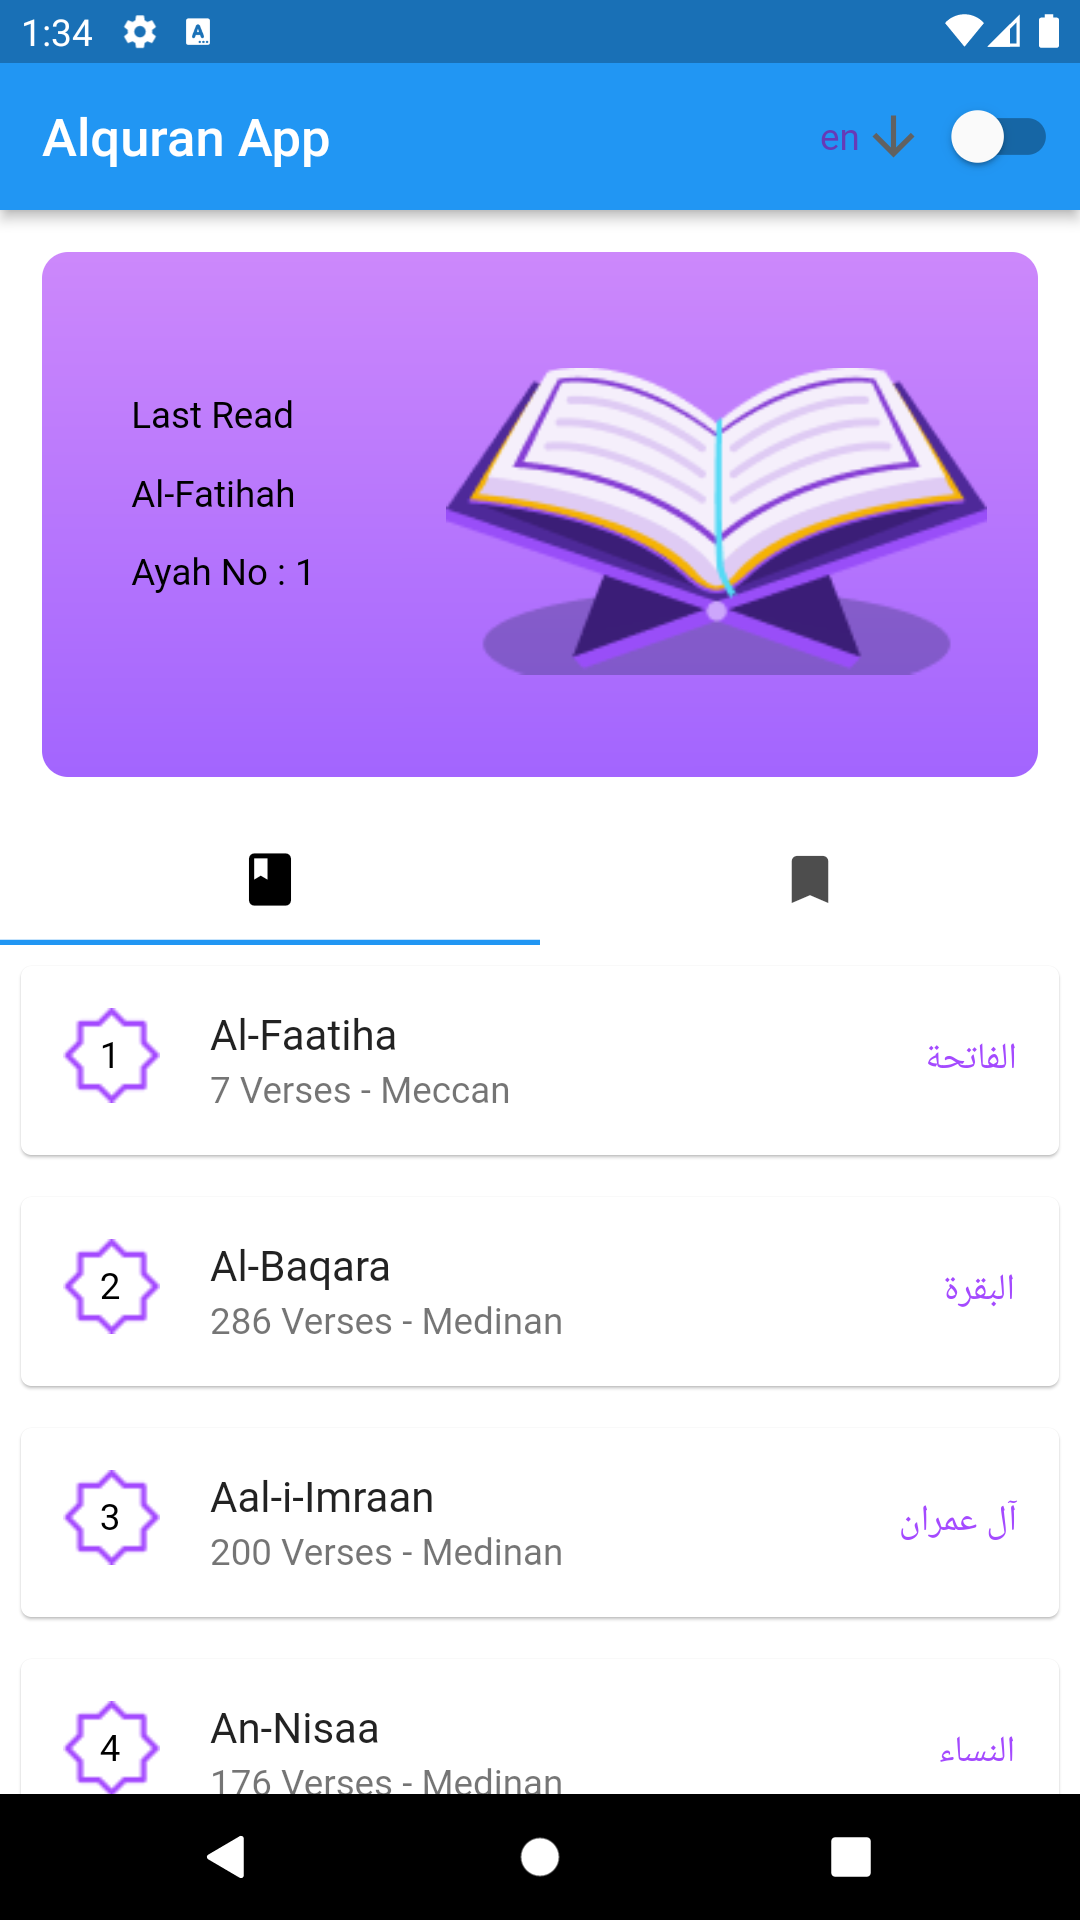 1:34
Alquran App
en
Last Read
Al-Fatihah
Ayah No : 1
1
Al-Faatiha
7 Verses - Meccan
الفاتحة
2
Al-Baqara
286 Verses - Medinan
البقرة
3
Aal-i-Imraan
200 Verses - Medinan
آل عمران
4
An-Nisaa
176 Verses - Medinan
النساء